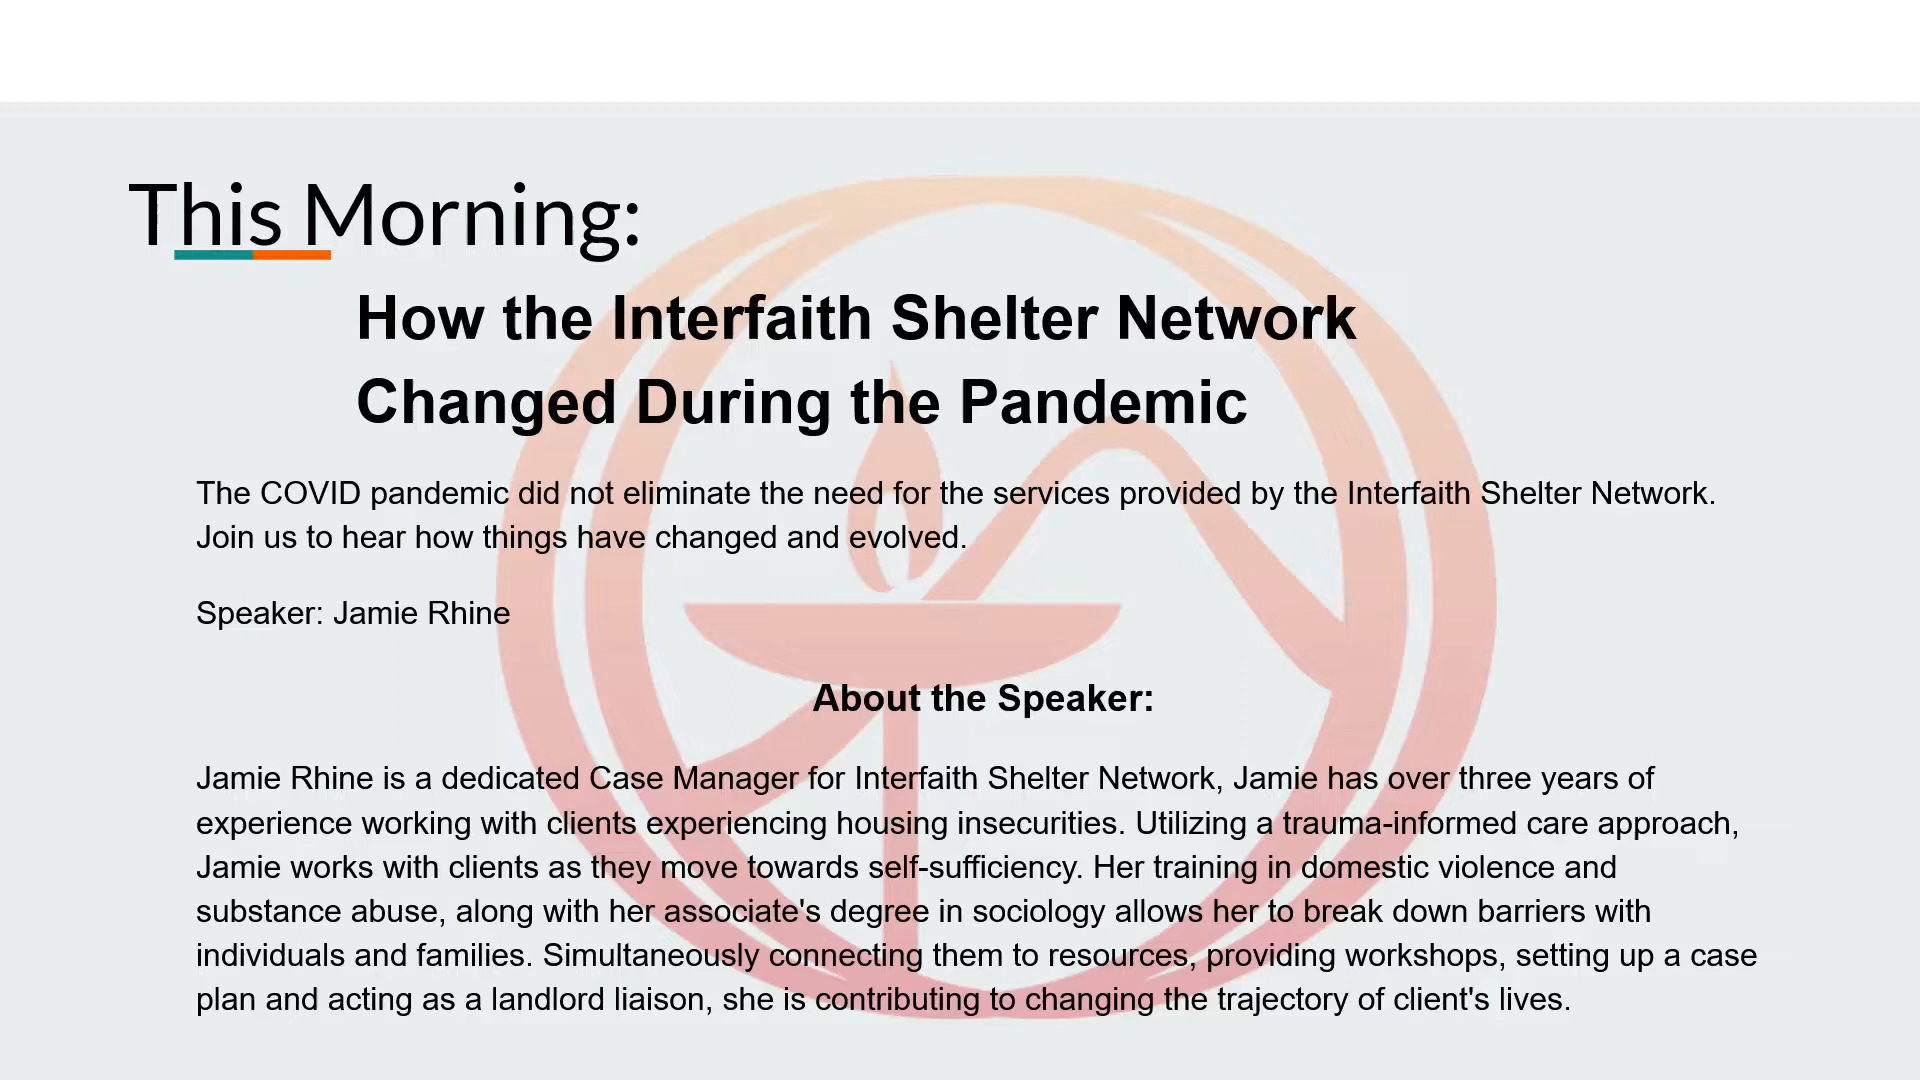 This Morning:
How the Interfaith Shelter Network
Changed During the Pandemic
The COVID pandemic did not eliminate the need for the services provided by the Interfaith Shelter Network.
Join us to hear how things have changed and evolved.
Speaker: Jamie Rhine
About the Speaker:
Jamie Rhine is a dedicated Case Manager for Interfaith Shelter Network, Jamie has over three years of
experience working with clients experiencing housing insecurities. Utilizing a trauma-informed care approach,
Jamie works with clients as they move towards self-sufficiency. Her training in domestic violence and
substance abuse, along with her associate's degree in sociology allows her to break down barriers with
individuals and families. Simultaneously connecting them to resources, providing workshops, setting up a case
plan and acting as a landlord liaison, she is contributing to changing the trajectory of client's lives.